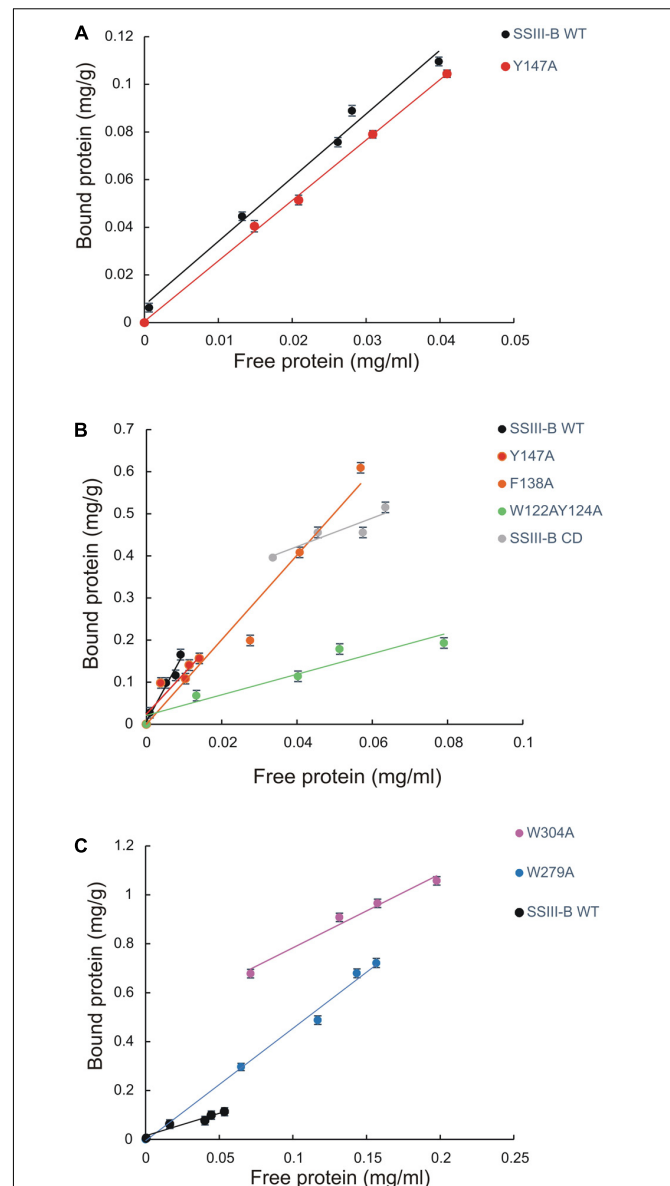 A
0.12
0.1
0.08
0.06
0.04
0.02
0
Bound protein (mg/g)
0
0.01
0.02
0.03
0.04
0.05
Free protein (mg/ml)
SSIII-B WT
Y147A
B
0.7
0.6
0.5
0.4
0.3
0.2
0.1
0
Bound protein (mg/g)
0
0.02
0.04
0.06
0.08
0.1
Free protein (mg/ml)
SSIII-B WT
Y147A
F138A
W122AY124A
SSIII-B CD
C
1.2
1
0.8
0.6
0.4
0.2
0
Bound protein (mg/g)
0
0.05
0.1
0.15
0.2
0.25
Free protein (mg/ml)
W304A
W279A
SSIII-B WT